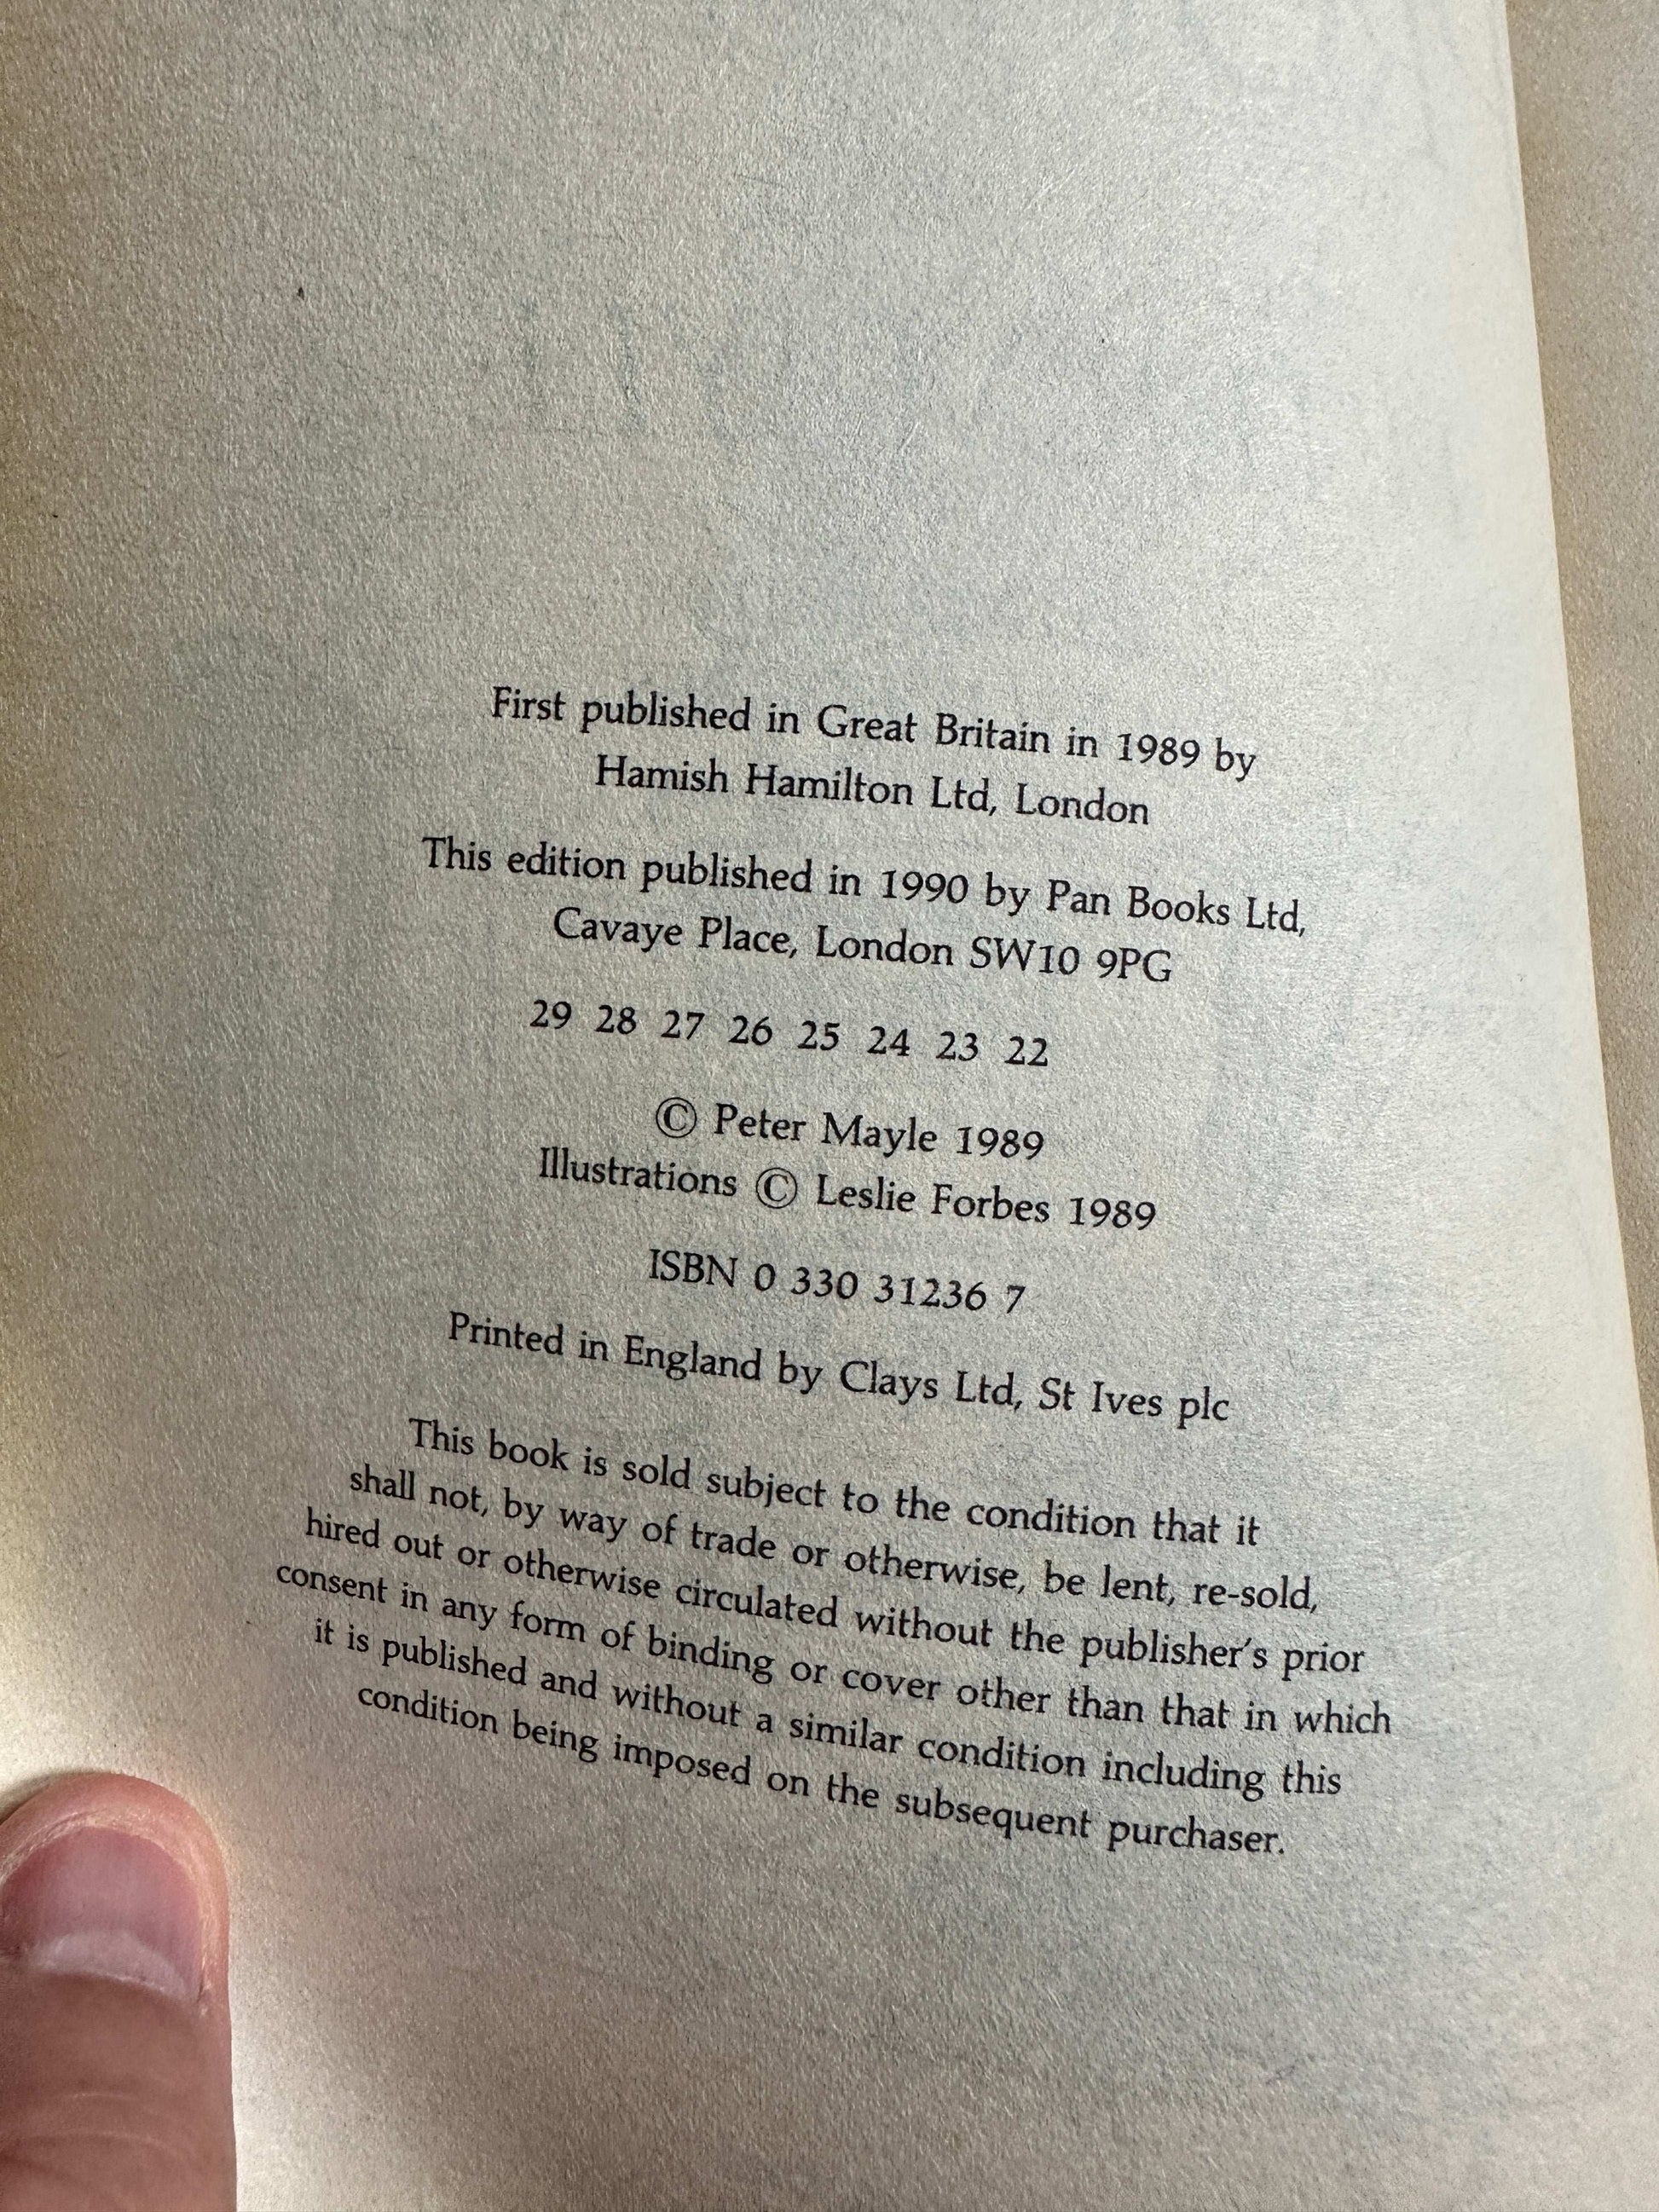 First published in Great Britain in 1989 by
Hamish Hamilton Ltd, London
This edition published in 1990 by Pan Books Ltd,
Cavaye Place, London SW10 9PG
29 28 27 26 25 24 23 22
© Peter Mayle 1989
Illustrations © Leslie Forbes 1989
ISBN 0 330 31236 7
Printed in England by Clays Ltd, St Ives plc
This book is sold subject to the condition that it
shall not, by way of trade or otherwise, be lent, re-sold,
hired out or otherwise circulated without the publisher's prior
consent in any form of binding or cover other than that in which
it is published and without a similar condition including this
condition being imposed on the subsequent purchaser.